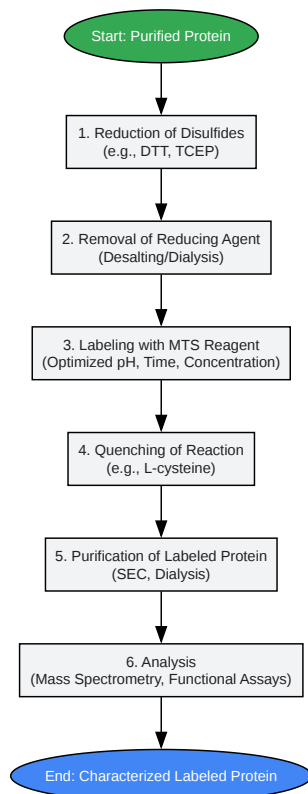 Start: Purified Protein
1. Reduction of Disulfides
(e.g., DTT, TCEP)
2. Removal of Reducing Agent
(Desalting/Dialysis)
3. Labeling with MTS Reagent
(Optimized pH, Time, Concentration)
4. Quenching of Reaction
(e.g., L-cysteine)
5. Purification of Labeled Protein
(SEC, Dialysis)
6. Analysis
(Mass Spectrometry, Functional Assays)
End: Characterized Labeled Protein